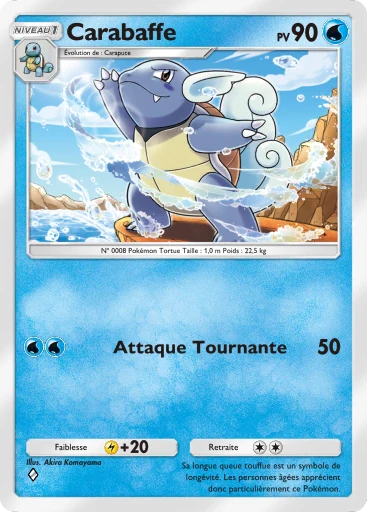 NIVEAU 1
Carabaffe
PV 90
Évolution de : Carapuce
N° 0008 Pokémon Tortue Taille : 1,0 m Poids : 22,5 kg
Attaque Tournante 50
Faiblesse +20
Retraite
Illus. Akira Komayama
Sa longue queue touffue est un symbole de
longévité. Les personnes âgées apprécient
donc particulièrement ce Pokémon.